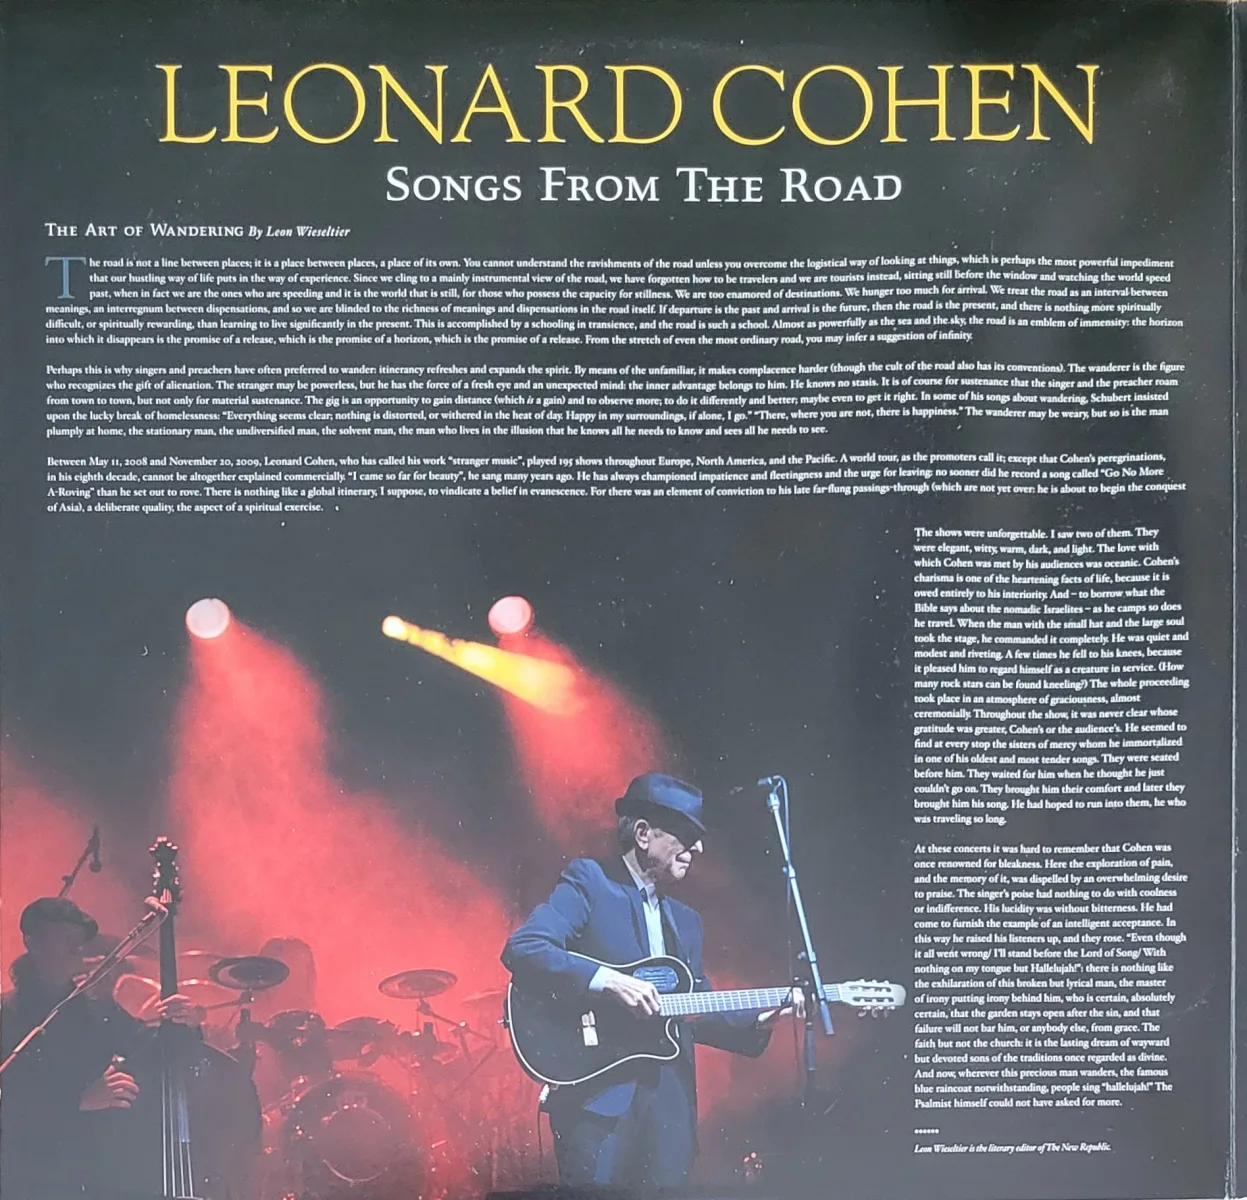 LEONARD COHEN
SONGS FROM THE ROAD
THE ART OF WANDERING By Leon Wieseltier
The road is not a line between places; it is a place between places, a place of its own. You cannot understand the ravishments of the road unless you overcome the logistical way of looking at things, which is perhaps the most powerful impediment
that our hustling way of life puts in the way of experience. Since we cling to a mainly instrumental view of the road, we have forgotten how to be travelers and we are tourists instead, sitting still before the window and watching the world speed
past, when in fact we are the ones who are speeding and it is the world that is still, for those who possess the capacity for stillness. We are too enamored of destinations. We hunger too much for arrival. We treat the road as an interval between
meanings, an interregnum between dispensations, and so we are blinded to the richness of meanings and dispensations in the road itself. If departure is the past and arrival is the future, then the road is the present, and there is nothing more spiritually
difficult, or spiritually rewarding, than learning to live significantly in the present. This is accomplished by a schooling in transience, and the road is such a school. Almost as powerfully as the sea and the sky, the road is an emblem of immensity: the horizon
into which it disappears is the promise of a release, which is the promise of a horizon, which is the promise of a release. From the stretch of even the most ordinary road, you may infer a suggestion of infinity.
Perhaps this is why singers and preachers have often preferred to wander: itinerancy refreshes and expands the spirit. By means of the unfamiliar, it makes complacence harder (though the cult of the road also has its conventions). The wanderer is the figure
who recognizes the gift of alienation. The stranger may be powerless, but he has the force of a fresh eye and an unexpected mind: the inner advantage belongs to him. He knows no stasis. It is of course for sustenance that the singer and the preacher roam
from town to town, but not only for material sustenance. The gig is an opportunity to gain distance (which is a gain) and to observe more; to do it differently and better; maybe even to get it right. In some of his songs about wandering, Schubert insisted
upon the lucky break of homelessness: "Everything seems clear; nothing is distorted, or withered in the heat of day. Happy in my surroundings, if alone, I go." "There, where you are not, there is happiness." The wanderer may be weary, but so is the man
plumply at home, the stationary man, the undiversified man, the solvent man, the man who lives in the illusion that he knows all he needs to know and sees all he needs to see.
Between May 11, 2008 and November 20, 2009, Leonard Cohen, who has called his work "stranger music", played 195 shows throughout Europe, North America, and the Pacific. A world tour, as the promoters call it; except that Cohen's peregrinations,
in his eighth decade, cannot be altogether explained commercially. "I came so far for beauty", he sang many years ago. He has always championed impatience and fleetingness and the urge for leaving: no sooner did he record a song called "Go No More
A-Roving" than he set out to rove. There is nothing like a global itinerary, I suppose, to vindicate a belief in evanescence. For there was an element of conviction to his late far-flung passings-through (which are not yet over: he is about to begin the conquest
of Asia), a deliberate quality, the aspect of a spiritual exercise.
The shows were unforgettable. I saw two of them. They
were elegant, witty, warm, dark, and light. The love with
which Cohen was met by his audiences was oceanic. Cohen's
charisma is one of the heartening facts of life, because it is
owed entirely to his interiority. And – to borrow what the
Bible says about the nomadic Israelites – as he camps so does
he travel. When the man with the small hat and the large soul
took the stage, he commanded it completely. He was quiet and
modest and riveting. A few times he fell to his knees, because
it pleased him to regard himself as a creature in service. (How
many rock stars can be found kneeling?) The whole proceeding
took place in an atmosphere of graciousness, almost
ceremonially. Throughout the show, it was never clear whose
gratitude was greater, Cohen's or the audience's. He seemed to
find at every stop the sisters of mercy whom he immortalized
in one of his oldest and most tender songs. They were seated
before him. They waited for him when he thought he just
couldn't go on. They brought him their comfort and later they
brought him his song. He had hoped to run into them, he who
was traveling so long.
At these concerts it was hard to remember that Cohen was
once renowned for bleakness. Here the exploration of pain,
and the memory of it, was dispelled by an overwhelming desire
to praise. The singer's poise had nothing to do with coolness
or indifference. His lucidity was without bitterness. He had
come to furnish the example of an intelligent acceptance. In
this way he raised his listeners up, and they rose. "Even though
it all went wrong/ I'll stand before the Lord of Song/ With
nothing on my tongue but Hallelujah!": there is nothing like
the exhilaration of this broken but lyrical man, the master
of irony putting irony behind him, who is certain, absolutely
certain, that the garden stays open after the sin, and that
failure will not bar him, or anybody else, from grace. The
faith but not the church: it is the lasting dream of wayward
but devoted sons of the traditions once regarded as divine.
And now, wherever this precious man wanders, the famous
blue raincoat notwithstanding, people sing "hallelujah!" The
Psalmist himself could not have asked for more.
Leon Wieseltier is the literary editor of The New Republic.